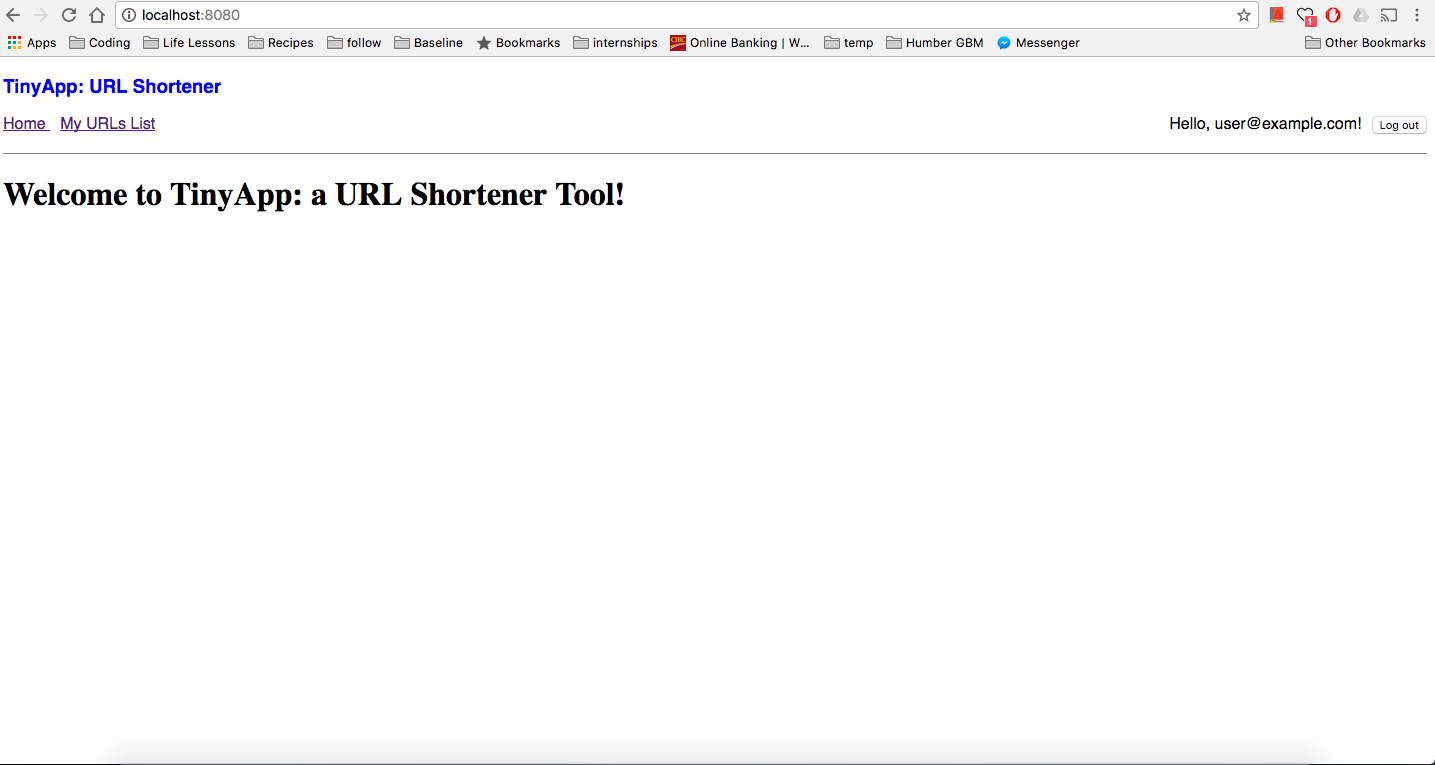 localhost:8080
1
Apps Coding Life Lessons Recipes follow Baseline Bookmarks internships CIBC Online Banking | W... temp Humber GBM Messenger Other Bookmarks
TinyApp: URL Shortener
Home My URLs List Hello, user@example.com! Log out
Welcome to TinyApp: a URL Shortener Tool!